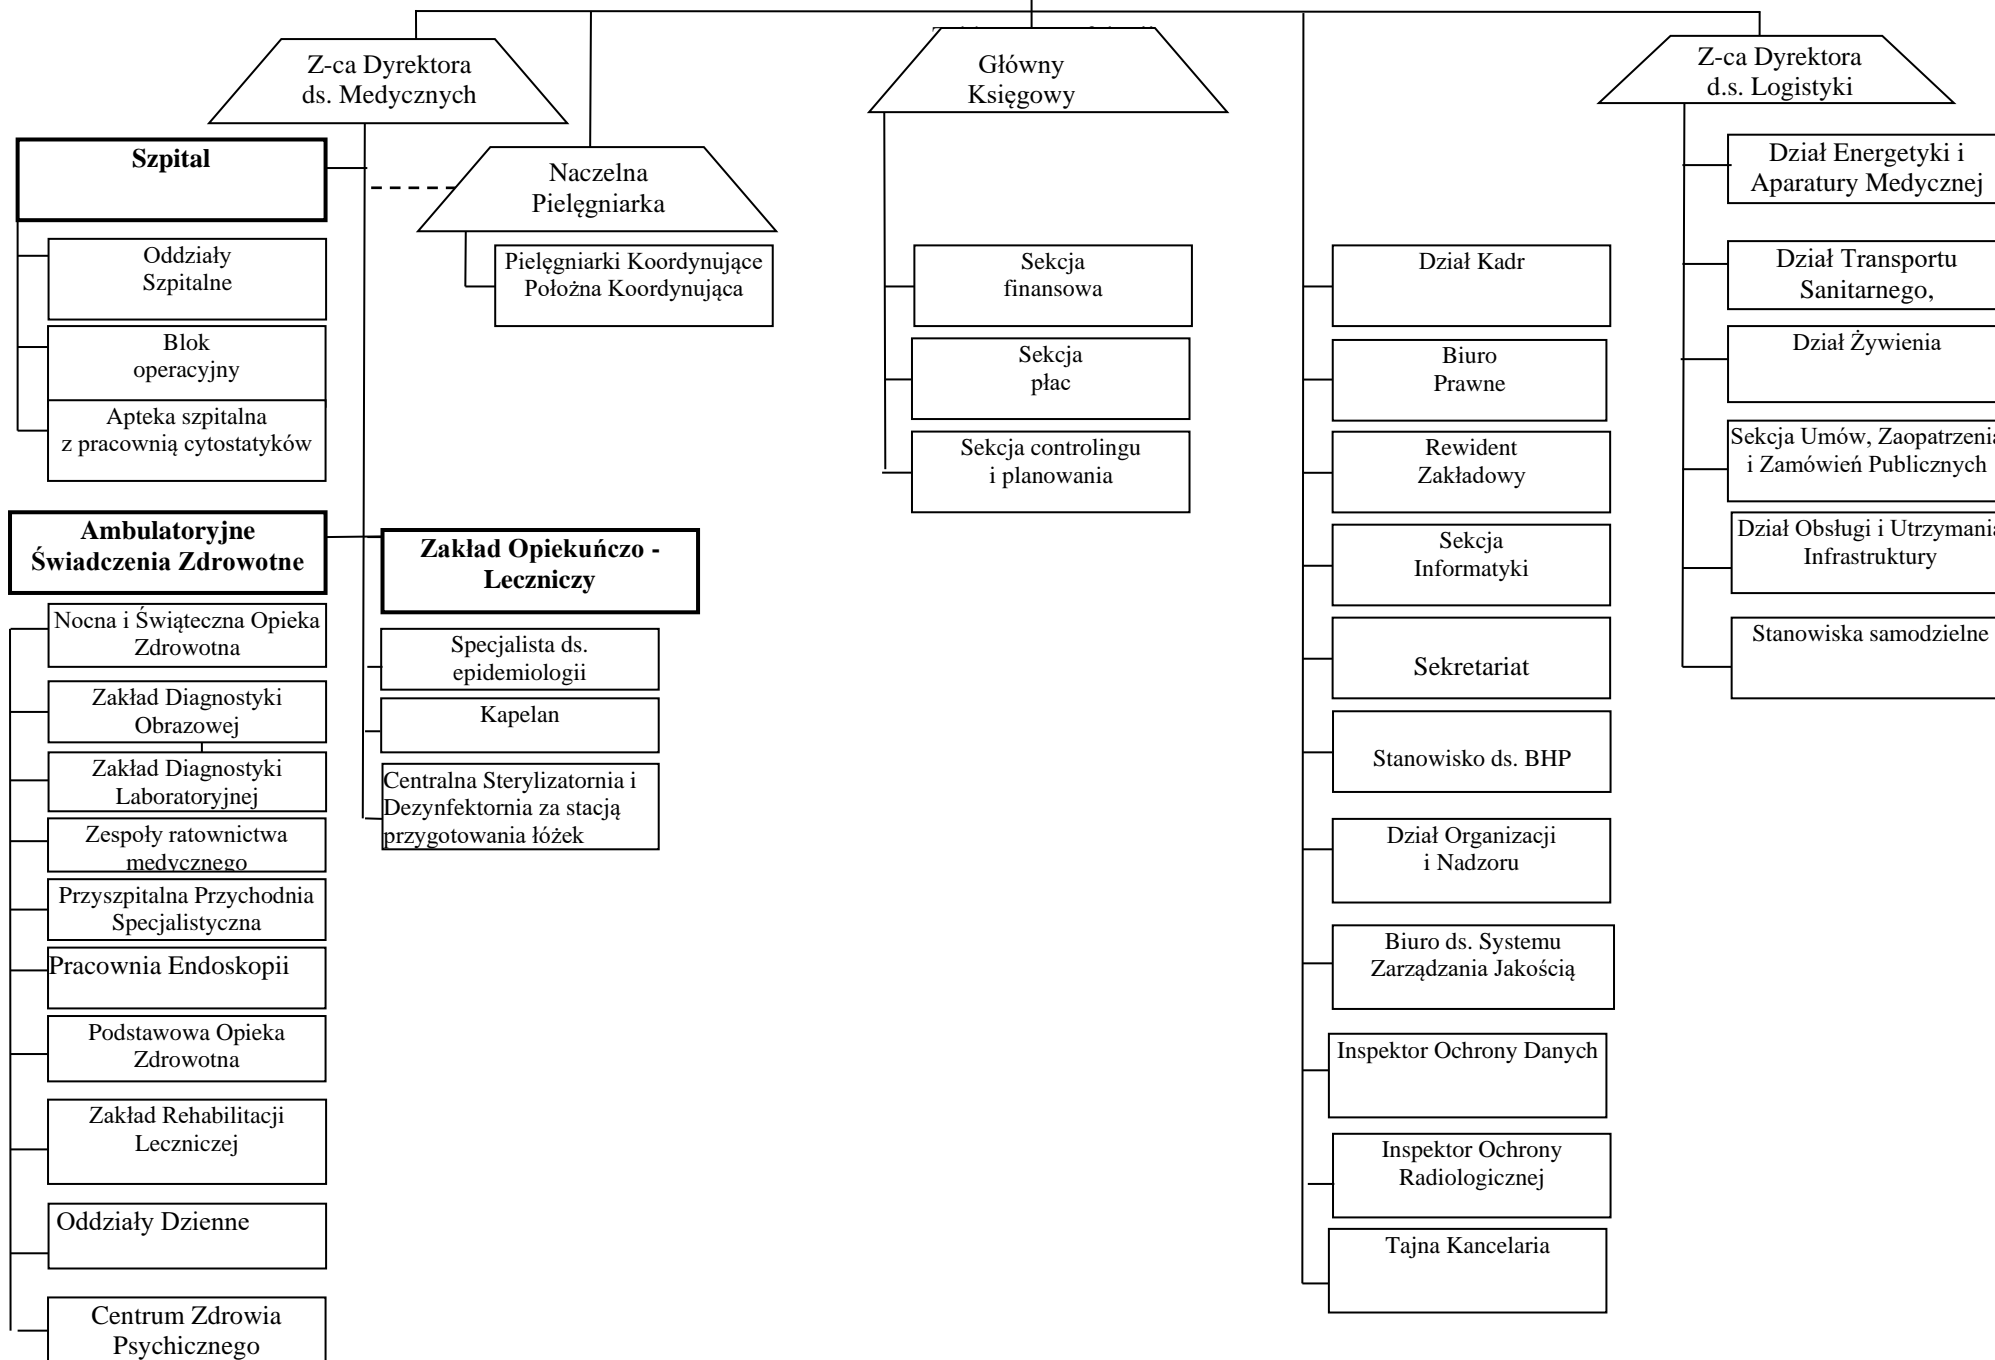 Z-ca Dyrektora
ds. Medycznych
Główny
Księgowy
Z-ca Dyrektora
d.s. Logistyki
Szpital
Naczelna
Pielęgniarka
Oddziały
Szpitalne
Blok
operacyjny
Apteka szpitalna
z pracownią cytostatyków
Pielęgniarki Koordynujące
Położna Koordynująca
Ambulatoryjne
Świadczenia Zdrowotne
Nocna i Świąteczna Opieka
Zdrowotna
Zakład Diagnostyki
Obrazowej
Zakład Diagnostyki
Laboratoryjnej
Zespoły ratownictwa
medycznego
Przyszpitalna Przychodnia
Specjalistyczna
Pracownia Endoskopii
Podstawowa Opieka
Zdrowotna
Zakład Rehabilitacji
Leczniczej
Oddziały Dzienne
Centrum Zdrowia
Psychicznego
Zakład Opiekuńczo -
Leczniczy
Specjalista ds.
epidemiologii
Kapelan
Centralna Sterylizatornia i
Dezynfektornia za stacją
przygotowania łóżek
Sekcja
finansowa
Sekcja
płac
Sekcja controlingu
i planowania
Dział Kadr
Biuro
Prawne
Rewident
Zakładowy
Sekcja
Informatyki
Sekretariat
Stanowisko ds. BHP
Dział Organizacji
i Nadzoru
Biuro ds. Systemu
Zarządzania Jakością
Inspektor Ochrony Danych
Inspektor Ochrony
Radiologicznej
Tajna Kancelaria
Dział Energetyki i
Aparatury Medycznej
Dział Transportu
Sanitarnego,
Dział Żywienia
Sekcja Umów, Zaopatrzenia
i Zamówień Publicznych
Dział Obsługi i Utrzymania
Infrastruktury
Stanowiska samodzielne